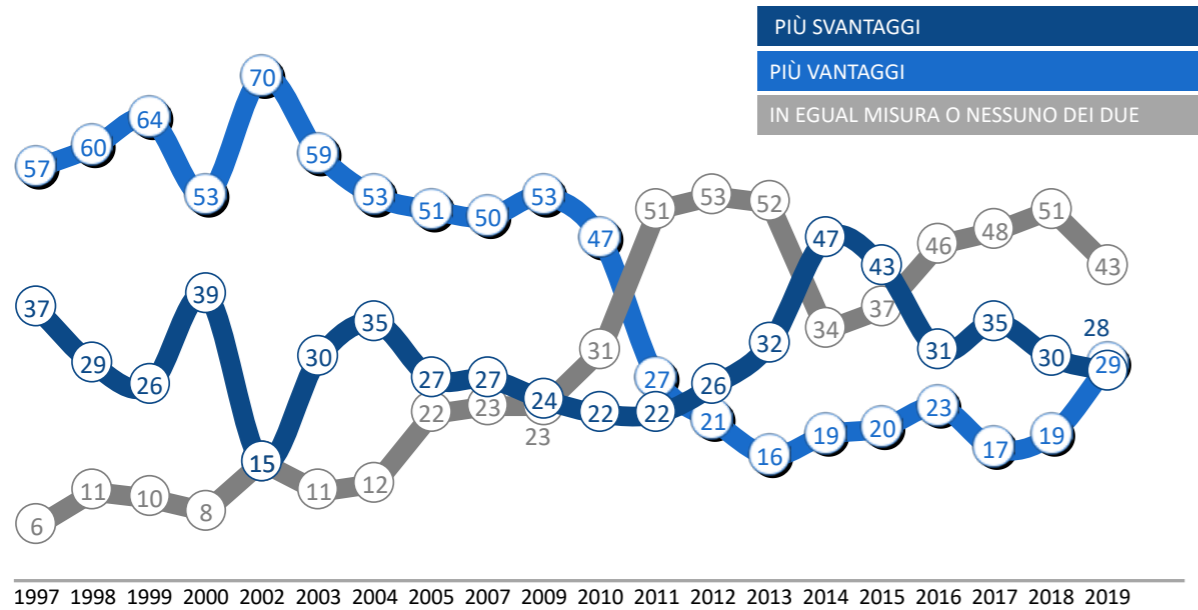 PIÙ SVANTAGGI
PIÙ VANTAGGI
IN EGUAL MISURA O NESSUNO DEI DUE
57 60 64 53 70 59 53 51 50 53 47 27 21 16 19 20 23 17 19 29
37 29 26 39 15 30 35 27 27 24 22 22 26 32 47 43 31 35 30 28
6 11 10 8 11 12 22 23 23 31 51 53 52 34 37 46 48 51 43
1997 1998 1999 2000 2002 2003 2004 2005 2007 2009 2010 2011 2012 2013 2014 2015 2016 2017 2018 2019